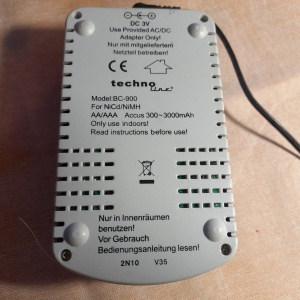 DC 3V
Use Provided AC/DC
Adapter Only!
Nur mit mitgeliefertem
Netzteil betreiben!
CE
techno
line
Model:BC-900
For NiCd/NiMH
AA/AAA Accus 300~3000mAh
Only use indoors!
Read instructions before use!
Nur in Innenräumen
benutzen!
Vor Gebrauch
Bedienungsanleitung lesen!
2N10 V35